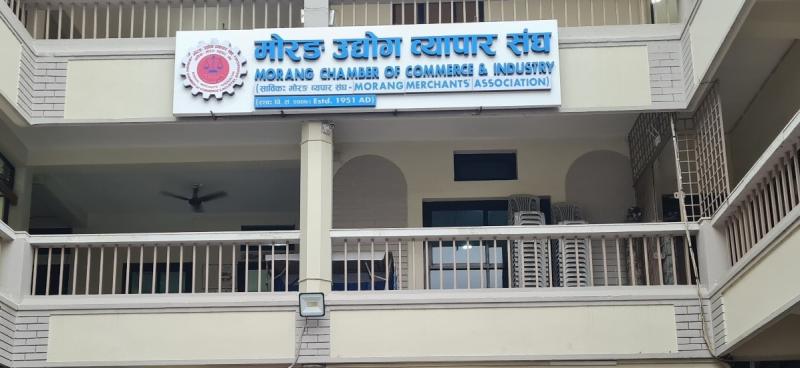 मोरङ उद्योग व्यापार संघ
MORANG CHAMBER OF COMMERCE & INDUSTRY
(साविक: मोरङ व्यापार संघ - MORANG MERCHANTS ASSOCIATION)
Estd. 1951 AD)